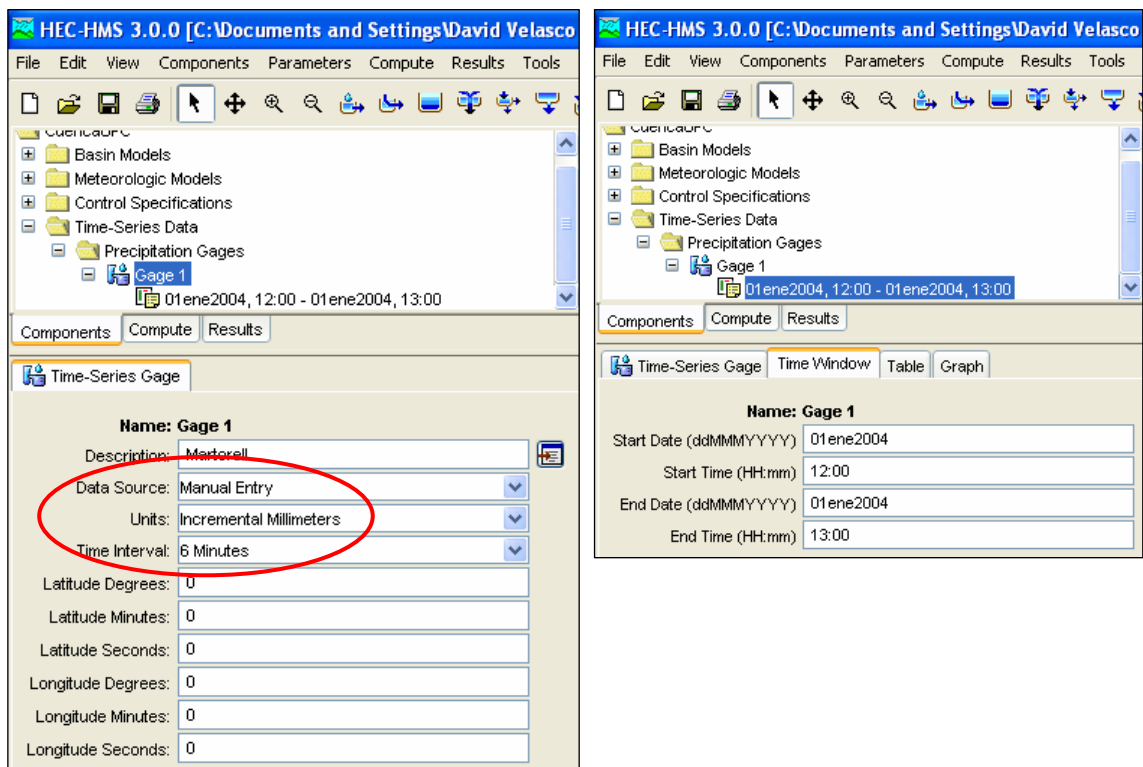 HEC-HMS 3.0.0 [C:\Documents and Settings\David Velasco
File Edit View Components Parameters Compute Results Tools
CuencaUPC
Basin Models
Meteorologic Models
Control Specifications
Time-Series Data
Precipitation Gages
Gage 1
01ene2004, 12:00 - 01ene2004, 13:00
Components Compute Results
Time-Series Gage
Name: Gage 1
Description: Martorell
Data Source: Manual Entry
Units: Incremental Millimeters
Time Interval: 6 Minutes
Latitude Degrees: 0
Latitude Minutes: 0
Latitude Seconds: 0
Longitude Degrees: 0
Longitude Minutes: 0
Longitude Seconds: 0
HEC-HMS 3.0.0 [C:\Documents and Settings\David Velasco
File Edit View Components Parameters Compute Results Tools
CuencaUPC
Basin Models
Meteorologic Models
Control Specifications
Time-Series Data
Precipitation Gages
Gage 1
01ene2004, 12:00 - 01ene2004, 13:00
Components Compute Results
Time-Series Gage Time Window Table Graph
Name: Gage 1
Start Date (ddMMMYYYY) 01ene2004
Start Time (HH:mm) 12:00
End Date (ddMMMYYYY) 01ene2004
End Time (HH:mm) 13:00